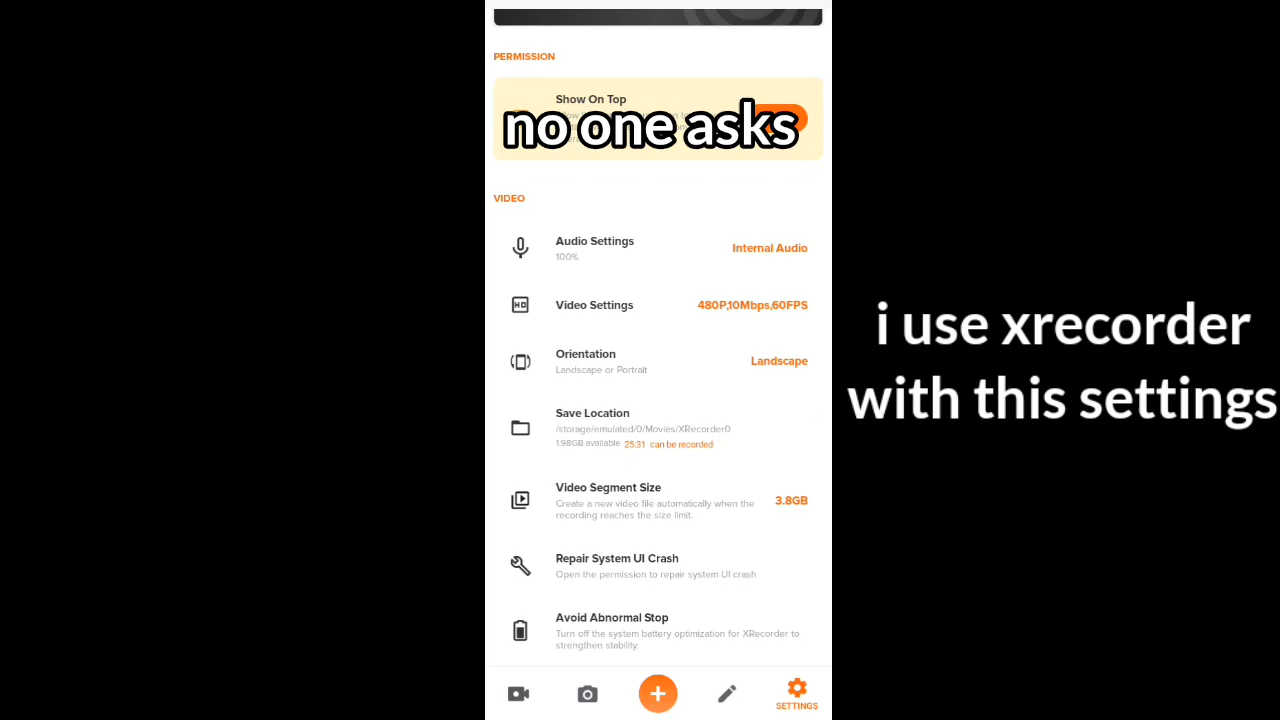 PERMISSION
Show On Top
no one asks
VIDEO
Audio Settings
100%
Internal Audio
Video Settings
480P,10Mbps,60FPS
Orientation
Landscape or Portrait
Landscape
Save Location
/storage/emulated/0/Movies/XRecorder0
1.98GB available 25:31 can be recorded
Video Segment Size
Create a new video file automatically when the
recording reaches the size limit.
3.8GB
Repair System UI Crash
Open the permission to repair system UI crash
Avoid Abnormal Stop
Turn off the system battery optimization for XRecorder to
strengthen stability.
SETTINGS
i use xrecorder
with this settings